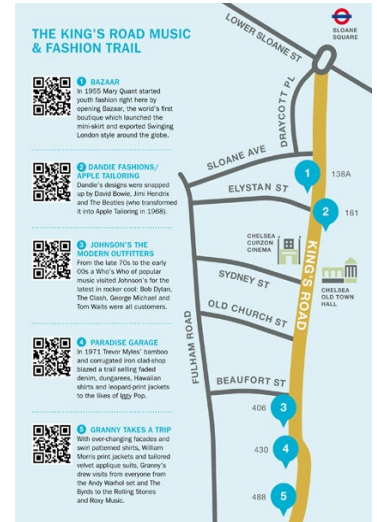 THE KING'S ROAD MUSIC
& FASHION TRAIL
1 BAZAAR
In 1955 Mary Quant started
youth fashion right here by
opening Bazaar, the world's first
boutique which launched the
mini-skirt and exported Swinging
London style around the globe.
2 DANDIE FASHIONS/
APPLE TAILORING
Dandie's designs were snapped
up by David Bowie, Jimi Hendrix
and The Beatles (who transformed
it into Apple Tailoring in 1968).
3 JOHNSON'S THE
MODERN OUTFITTERS
From the late 70s to the early
00s a Who's Who of popular
music visited Johnson's for the
latest in rocker cool: Bob Dylan,
The Clash, George Michael and
Tom Waits were all customers.
4 PARADISE GARAGE
In 1971 Trevor Myles' bamboo
and corrugated iron clad-shop
blazed a trail selling faded
denim, dungarees, Hawaiian
shirts and leopard-print jackets
to the likes of Iggy Pop.
5 GRANNY TAKES A TRIP
With ever-changing facades and
swirl patterned shirts, William
Morris print jackets and tailored
velvet applique suits, Granny's
drew visits from everyone from
the Andy Warhol set and The
Byrds to the Rolling Stones
and Roxy Music.
LOWER SLOANE ST
SLOANE
SQUARE
DRAYCOTT PL
SLOANE AVE
1
138A
ELYSTAN ST
2
161
CHELSEA
CURZON
CINEMA
KING'S ROAD
SYDNEY ST
CHELSEA
OLD TOWN
HALL
OLD CHURCH ST
FULHAM ROAD
BEAUFORT ST
406
3
430
4
488
5